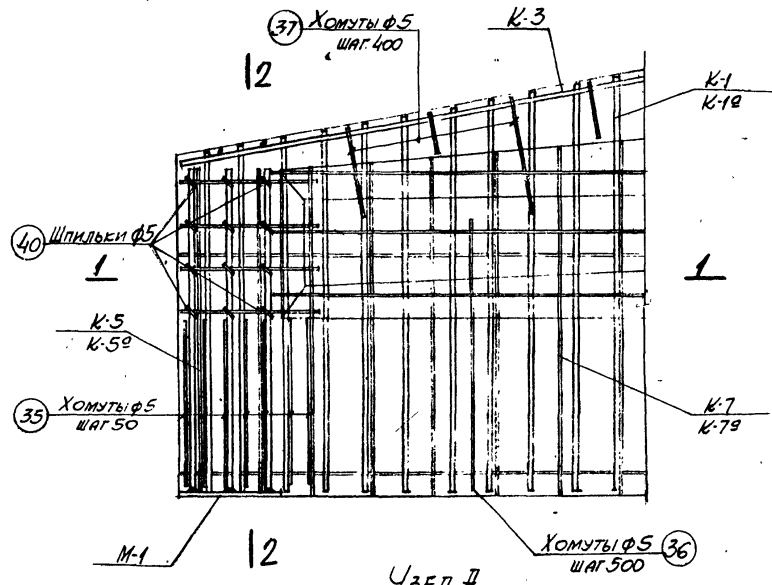 37 Хомуты ф5
шаг 400
К-3
12
К-1
К-1а
40 Шпильки ф5
1
1
К-5
К-5а
35 Хомуты ф5
шаг 50
К-7
К-7а
М-1
12
Хомуты ф5 36
шаг 500
Узел II